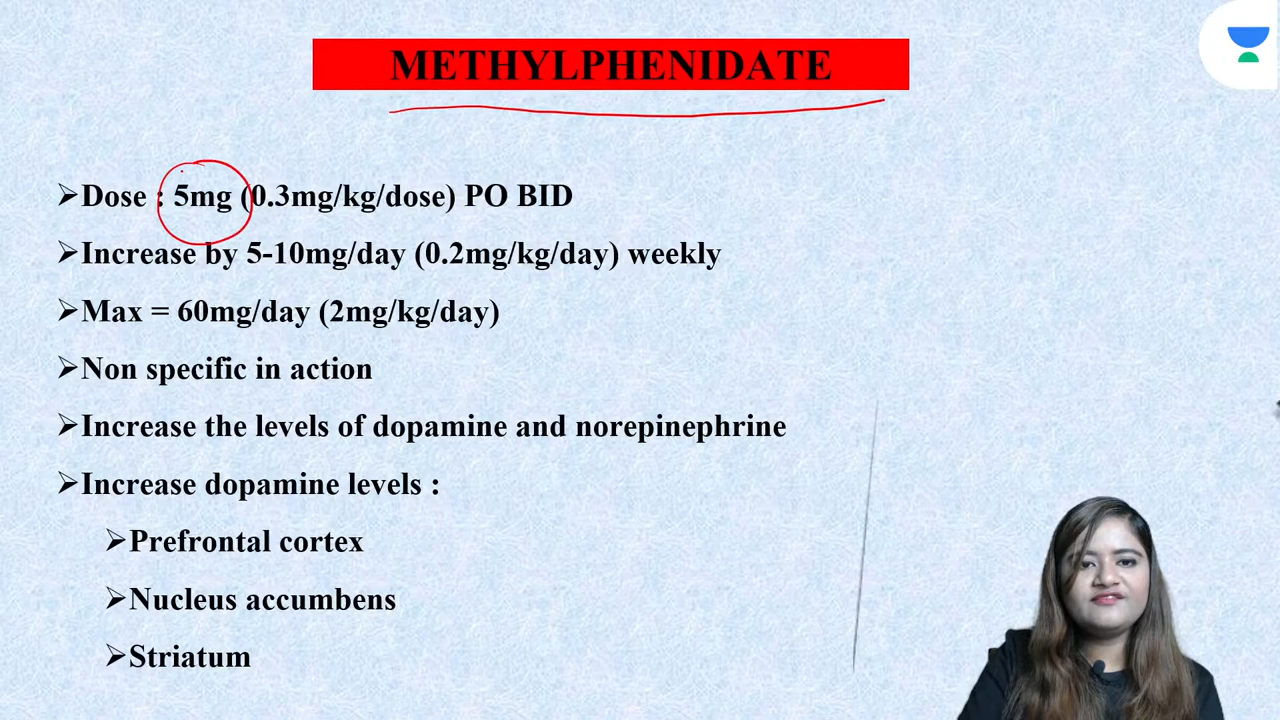 METHYLPHENIDATE
➢Dose : 5mg (0.3mg/kg/dose) PO BID
➢Increase by 5-10mg/day (0.2mg/kg/day) weekly
➢Max = 60mg/day (2mg/kg/day)
➢Non specific in action
➢Increase the levels of dopamine and norepinephrine
➢Increase dopamine levels :
➢Prefrontal cortex
➢Nucleus accumbens
➢Striatum